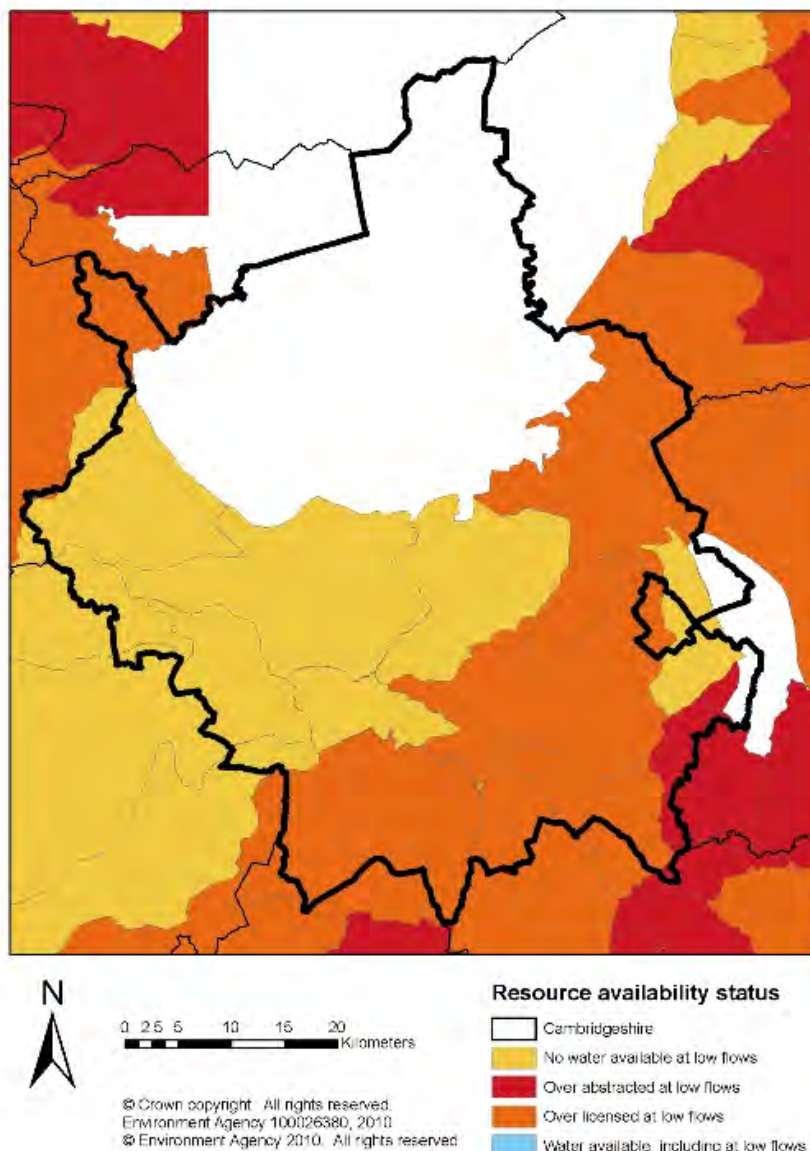 N
0 2.5 5 10 15 20
Kilometers
© Crown copyright. All rights reserved.
Environment Agency 100026380, 2010
© Environment Agency 2010. All rights reserved
Resource availability status
Cambridgeshire
No water available at low flows
Over abstracted at low flows
Over licensed at low flows
Water available, including at low flows